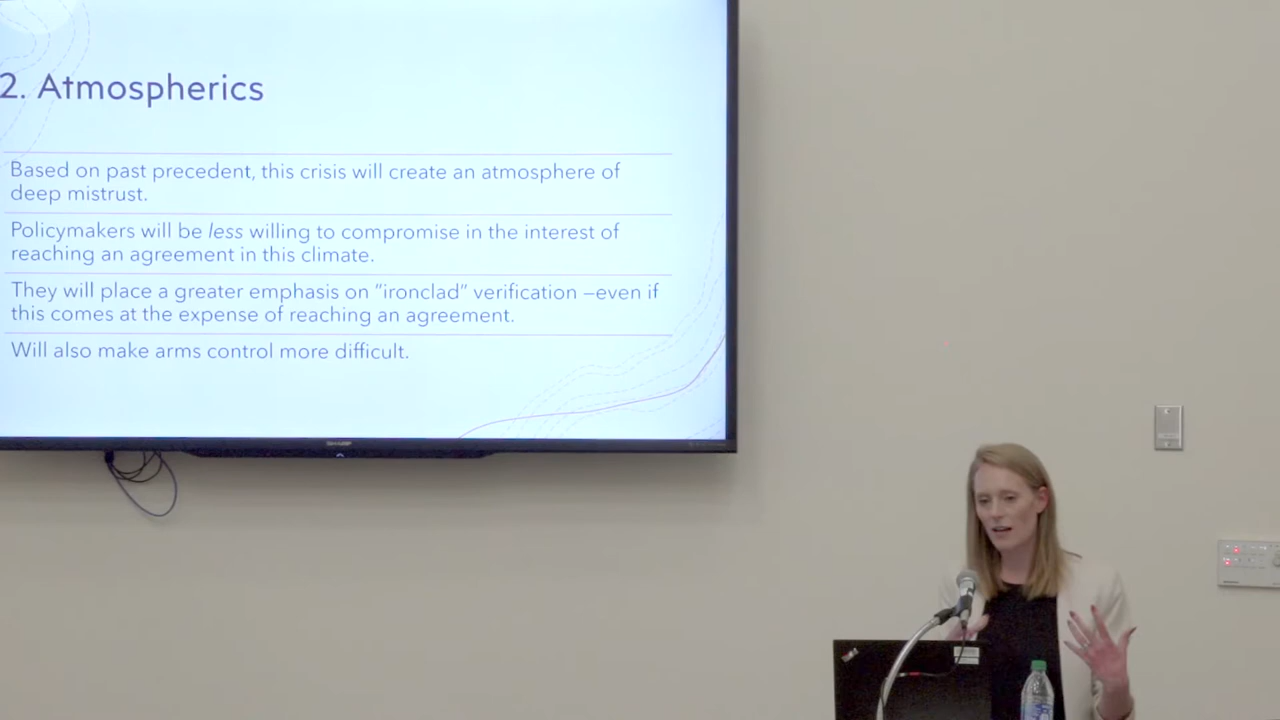 2. Atmospherics
Based on past precedent, this crisis will create an atmosphere of
deep mistrust.
Policymakers will be less willing to compromise in the interest of
reaching an agreement in this climate.
They will place a greater emphasis on “ironclad” verification –even if
this comes at the expense of reaching an agreement.
Will also make arms control more difficult.
SHARP